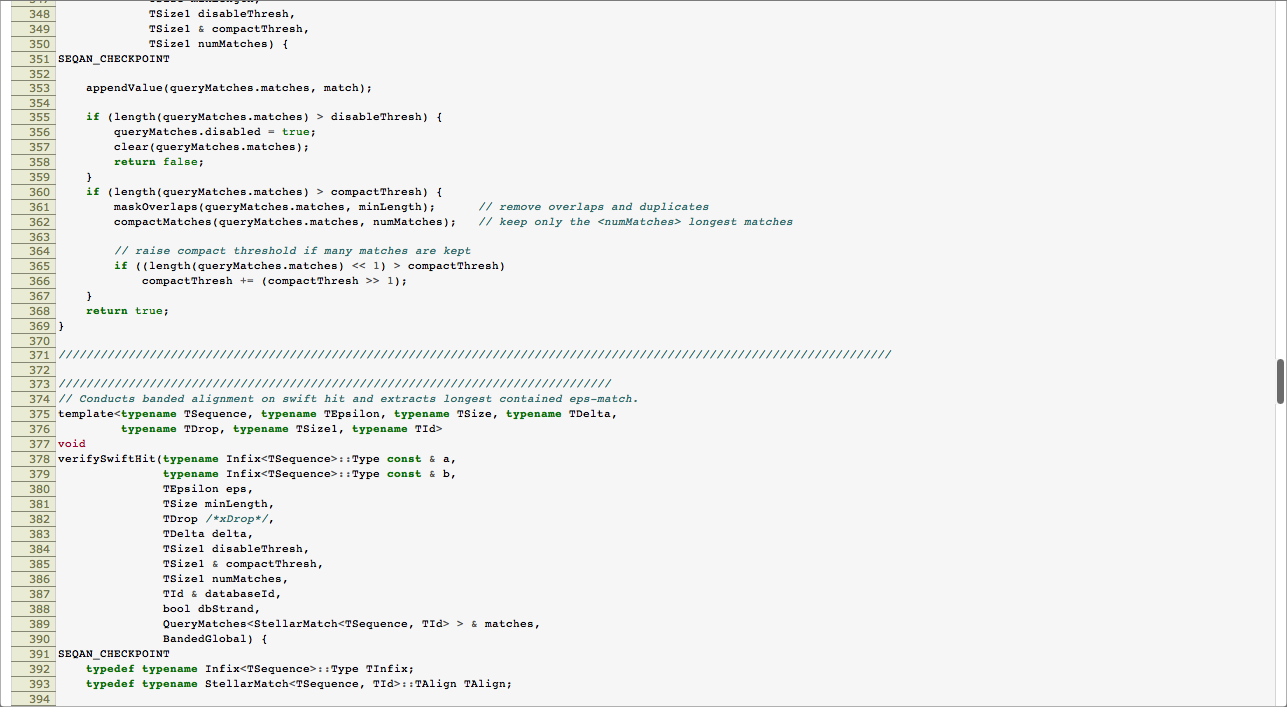 348 TSize1 disableThresh,
349 TSize1 & compactThresh,
350 TSize1 numMatches) {
351 SEQAN_CHECKPOINT
352
353 appendValue(queryMatches.matches, match);
354
355 if (length(queryMatches.matches) > disableThresh) {
356 queryMatches.disabled = true;
357 clear(queryMatches.matches);
358 return false;
359 }
360 if (length(queryMatches.matches) > compactThresh) {
361 maskOverlaps(queryMatches.matches, minLength); // remove overlaps and duplicates
362 compactMatches(queryMatches.matches, numMatches); // keep only the <numMatches> longest matches
363
364 // raise compact threshold if many matches are kept
365 if ((length(queryMatches.matches) << 1) > compactThresh)
366 compactThresh += (compactThresh >> 1);
367 }
368 return true;
369 }
370
371 ///////////////////////////////////////////////////////////////////////////////////////////////////////////////////////
372
373 ///////////////////////////////////////////////////////////////////////////////
374 // Conducts banded alignment on swift hit and extracts longest contained eps-match.
375 template<typename TSequence, typename TEpsilon, typename TSize, typename TDelta,
376 typename TDrop, typename TSize1, typename TId>
377 void
378 verifySwiftHit(typename Infix<TSequence>::Type const & a,
379 typename Infix<TSequence>::Type const & b,
380 TEpsilon eps,
381 TSize minLength,
382 TDrop /*xDrop*/,
383 TDelta delta,
384 TSize1 disableThresh,
385 TSize1 & compactThresh,
386 TSize1 numMatches,
387 TId & databaseId,
388 bool dbStrand,
389 QueryMatches<StellarMatch<TSequence, TId> > & matches,
390 BandedGlobal) {
391 SEQAN_CHECKPOINT
392 typedef typename Infix<TSequence>::Type TInfix;
393 typedef typename StellarMatch<TSequence, TId>::TAlign TAlign;
394